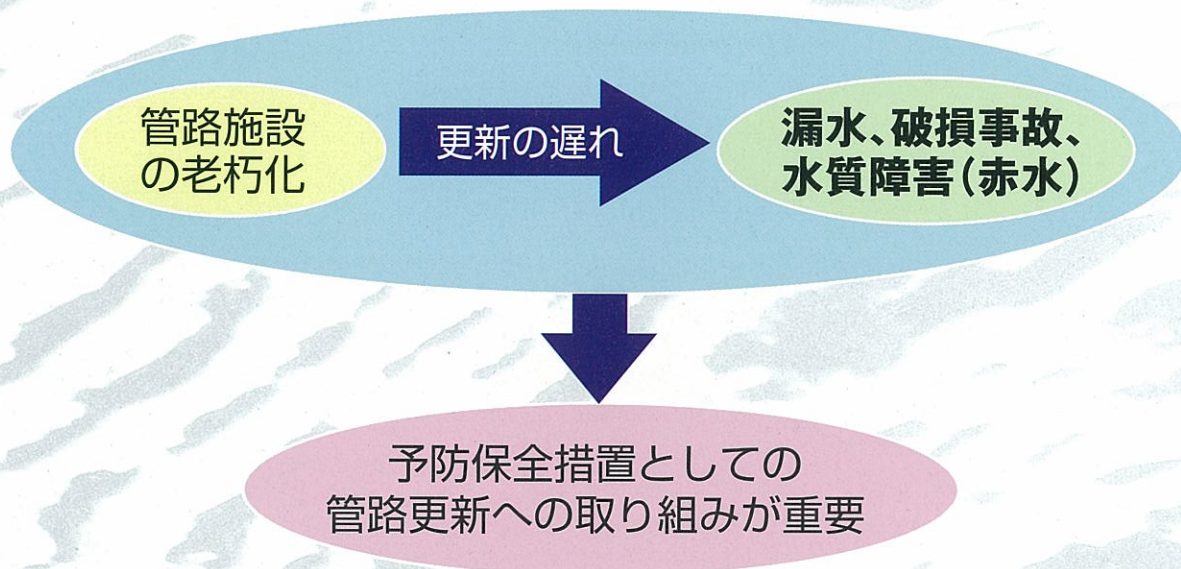 管路施設
の老朽化
更新の遅れ
漏水、破損事故、
水質障害(赤水)
予防保全措置としての
管路更新への取り組みが重要